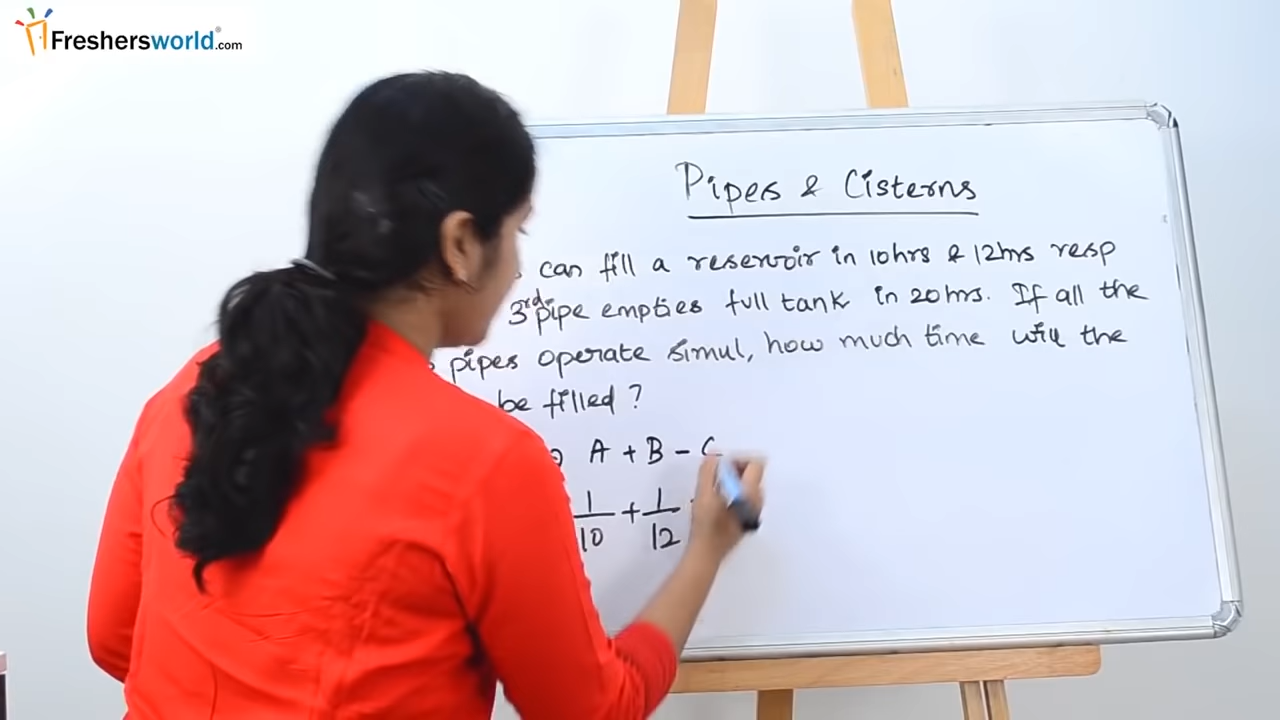 Freshersworld.com
Pipes & Cisterns
can fill a reservoir in 10hrs & 12hrs resp
3rd pipe empties full tank in 20hrs. If all the
pipes operate simul, how much time will the
be filled ?
A + B - C
1/10 + 1/12